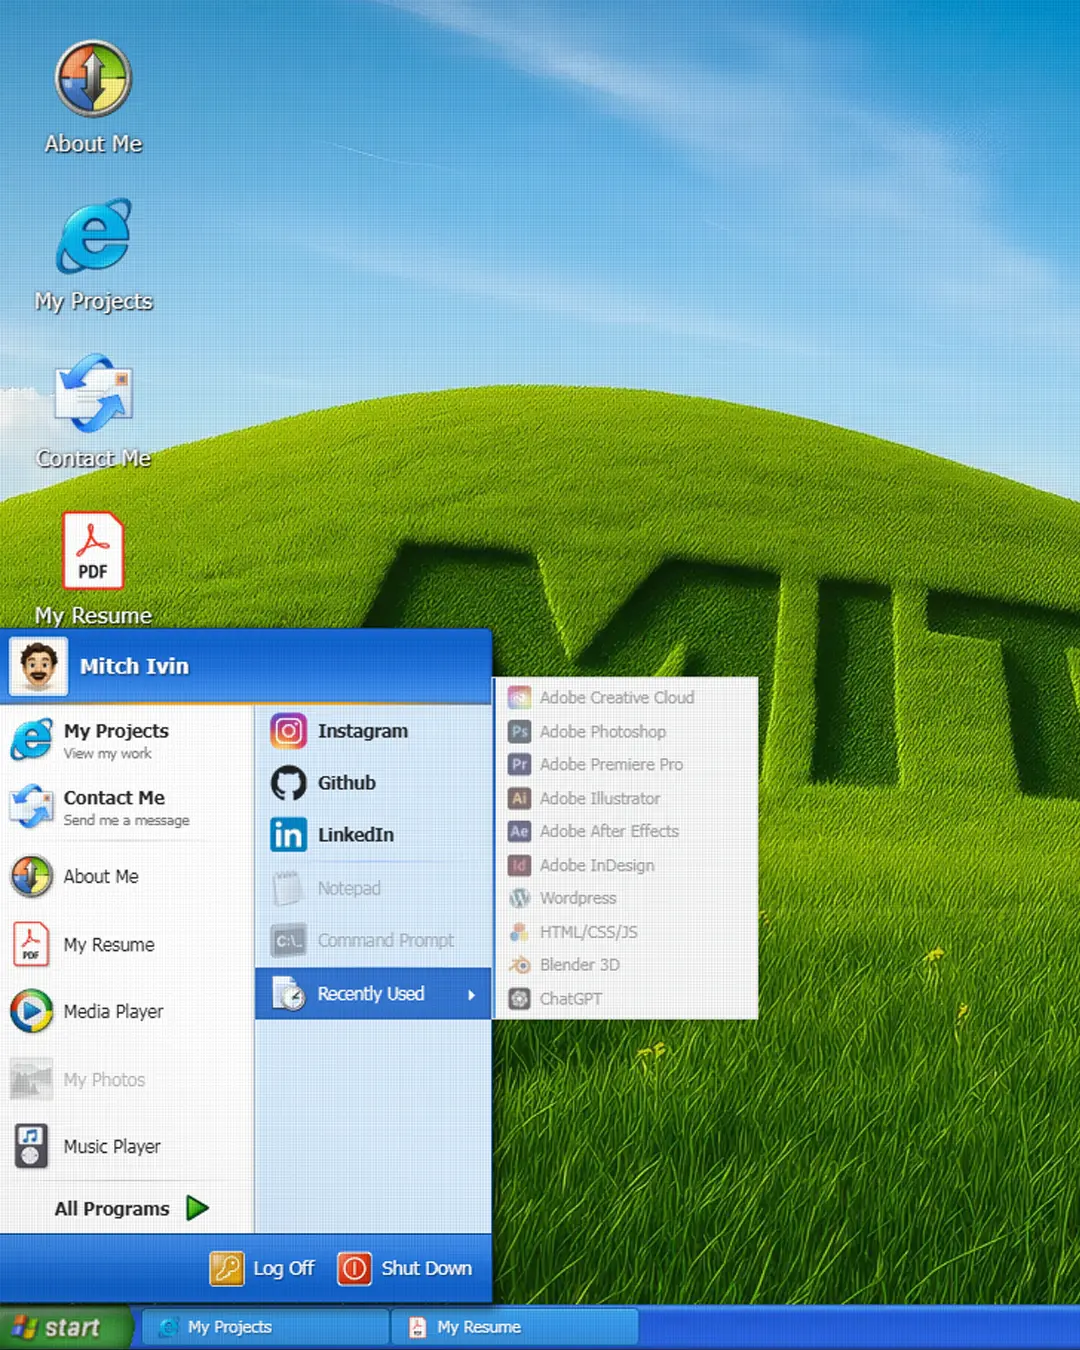 About Me
My Projects
Contact Me
PDF
My Resume
Mitch Ivin
My Projects
View my work
Contact Me
Send me a message
About Me
PDF
My Resume
Media Player
My Photos
Music Player
All Programs
Instagram
Github
in
LinkedIn
Notepad
C:\_
Command Prompt
Recently Used
Adobe Creative Cloud
Ps Adobe Photoshop
Pr Adobe Premiere Pro
Ai Adobe Illustrator
Ae Adobe After Effects
Id Adobe InDesign
Wordpress
HTML/CSS/JS
Blender 3D
ChatGPT
MIT
Log Off
Shut Down
start
My Projects
My Resume